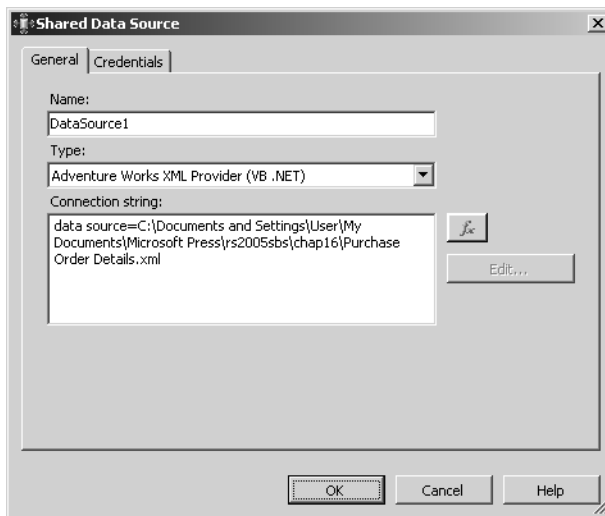 Shared Data Source
General
Credentials
Name:
DataSource1
Type:
Adventure Works XML Provider (VB .NET)
Connection string:
data source=C:\Documents and Settings\User\My
Documents\Microsoft Press\rs2005sbs\chap16\Purchase
Order Details.xml
fx
Edit...
OK
Cancel
Help